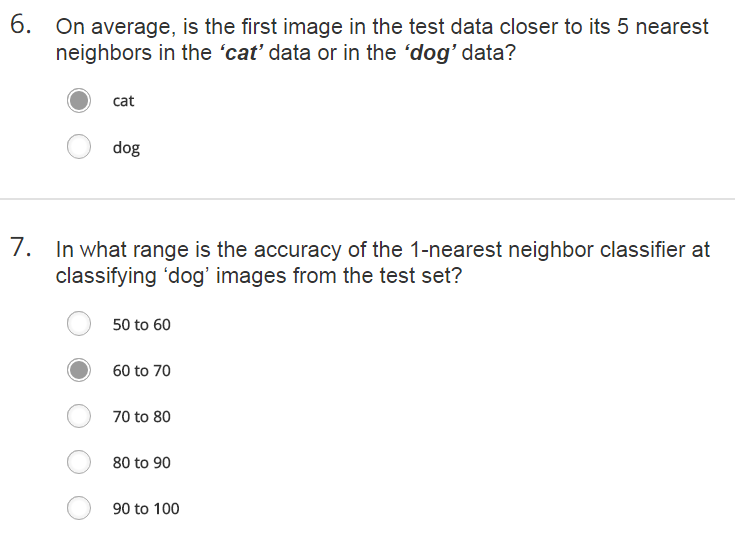 6. On average, is the first image in the test data closer to its 5 nearest
neighbors in the ‘cat’ data or in the ‘dog’ data?
cat
dog
7. In what range is the accuracy of the 1-nearest neighbor classifier at
classifying ‘dog’ images from the test set?
50 to 60
60 to 70
70 to 80
80 to 90
90 to 100